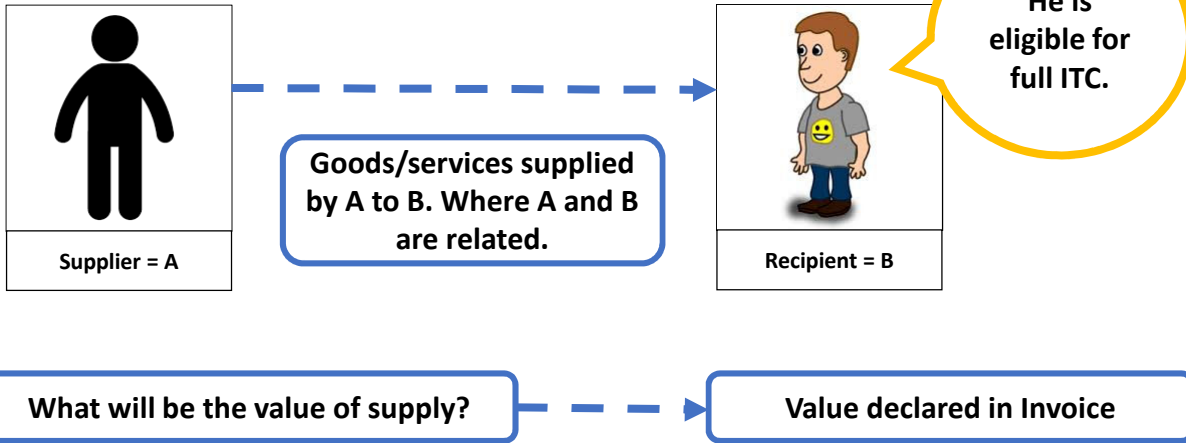 He is
eligible for
full ITC.
Goods/services supplied
by A to B. Where A and B
are related.
Supplier = A
Recipient = B
What will be the value of supply?
Value declared in Invoice